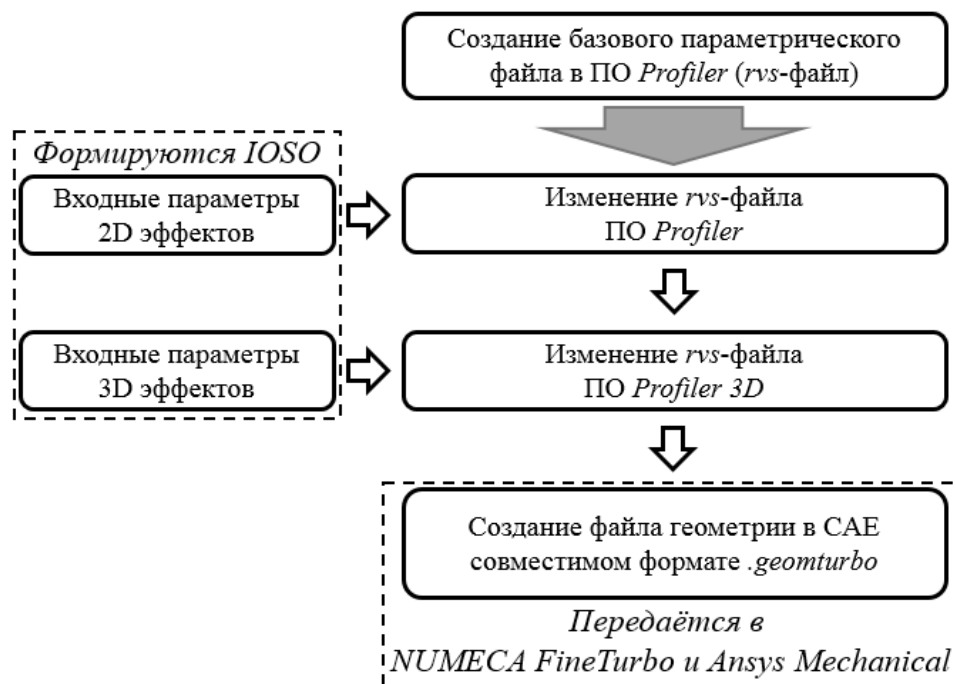 Создание базового параметрического
файла в ПО Profiler (rvs-файл)
Формируются IOSO
Входные параметры
2D эффектов
Изменение rvs-файла
ПО Profiler
Входные параметры
3D эффектов
Изменение rvs-файла
ПО Profiler 3D
Создание файла геометрии в CAE
совместимом формате .geomturbo
Передаётся в
NUMECA FineTurbo и Ansys Mechanical